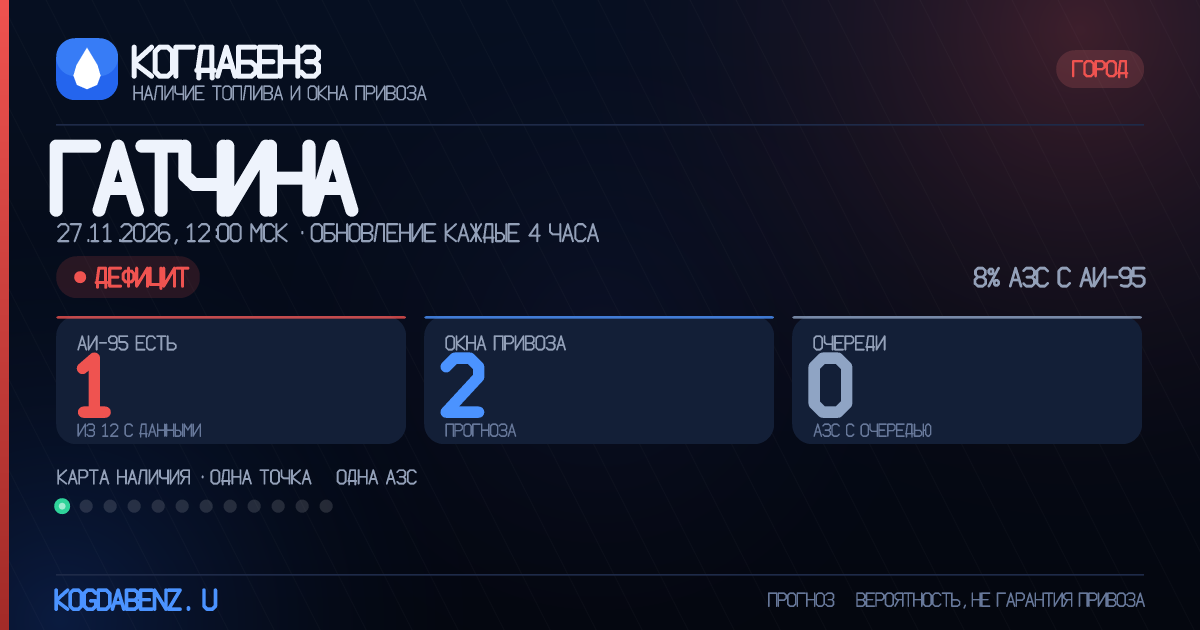 КОГДАБЕНЗ
НАЛИЧИЕ ТОПЛИВА И ОКНА ПРИВОЗА
ГОРОД
ГАТЧИНА
27.11.2026, 12:00 МСК · ОБНОВЛЕНИЕ КАЖДЫЕ 4 ЧАСА
ДЕФИЦИТ
8% АЗС С АИ-95
АИ-95 ЕСТЬ
1
ИЗ 12 С ДАННЫМИ
ОКНА ПРИВОЗА
2
ПРОГНОЗА
ОЧЕРЕДИ
0
АЗС С ОЧЕРЕДЬЮ
КАРТА НАЛИЧИЯ · ОДНА ТОЧКА ОДНА АЗС
KOGDABENZ. U
ПРОГНОЗ ВЕРОЯТНОСТЬ, НЕ ГАРАНТИЯ ПРИВОЗА